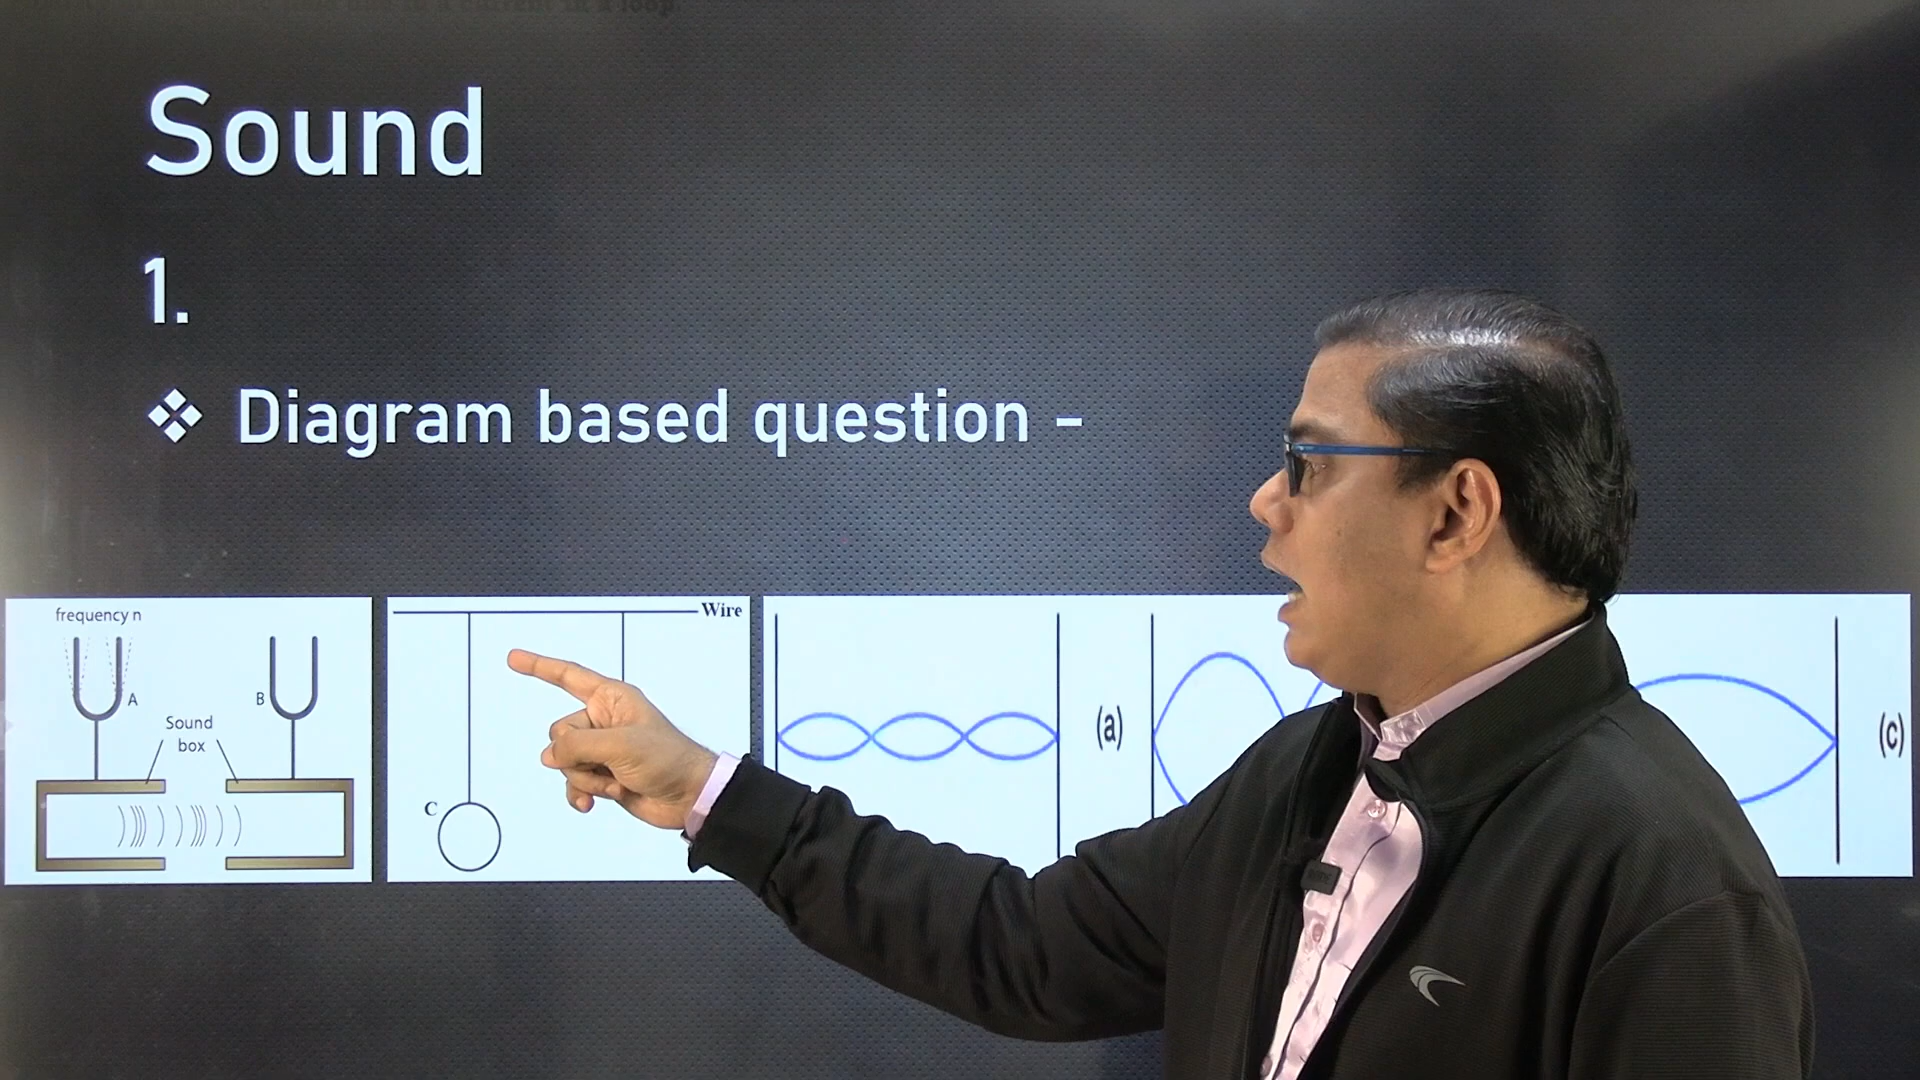 Sound
1.
❖ Diagram based question -
frequency n
A
B
Sound
box
Wire
C
(a)
(c)